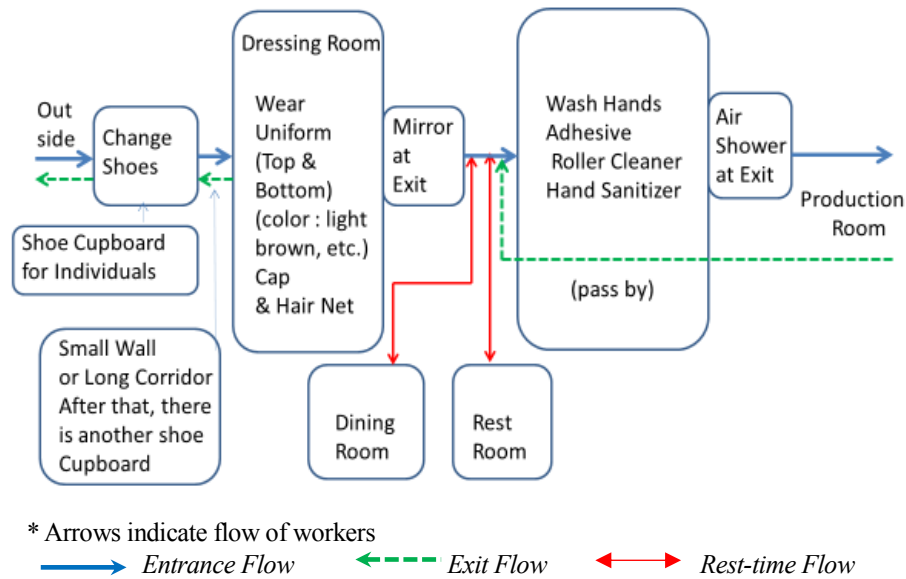 Out
side
Change
Shoes
Shoe Cupboard
for Individuals
Small Wall
or Long Corridor
After that, there
is another shoe
Cupboard
Dressing Room
Wear
Uniform
(Top &
Bottom)
(color : light
brown, etc.)
Cap
& Hair Net
Mirror
at
Exit
Dining
Room
Rest
Room
Wash Hands
Adhesive
Roller Cleaner
Hand Sanitizer
(pass by)
Air
Shower
at Exit
Production
Room
* Arrows indicate flow of workers
Entrance Flow
Exit Flow
Rest-time Flow